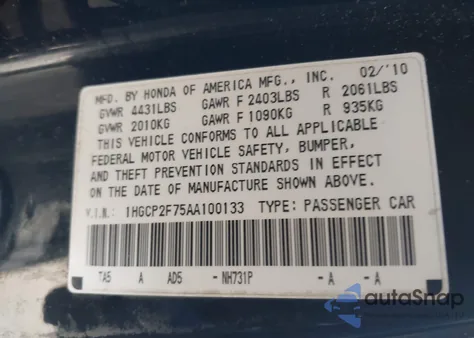 MFD. BY HONDA OF AMERICA MFG., INC. 02/'10
GVWR 4431LBS GAWR F 2403LBS R 2061LBS
GVWR 2010KG GAWR F 1090KG R 935KG
THIS VEHICLE CONFORMS TO ALL APPLICABLE
FEDERAL MOTOR VEHICLE SAFETY, BUMPER,
AND THEFT PREVENTION STANDARDS IN EFFECT
ON THE DATE OF MANUFACTURE SHOWN ABOVE.
V.I.N.: 1HGCP2F75AA100133 TYPE: PASSENGER CAR
TA5 A AD5 - NH731P - A - A
autoSnap